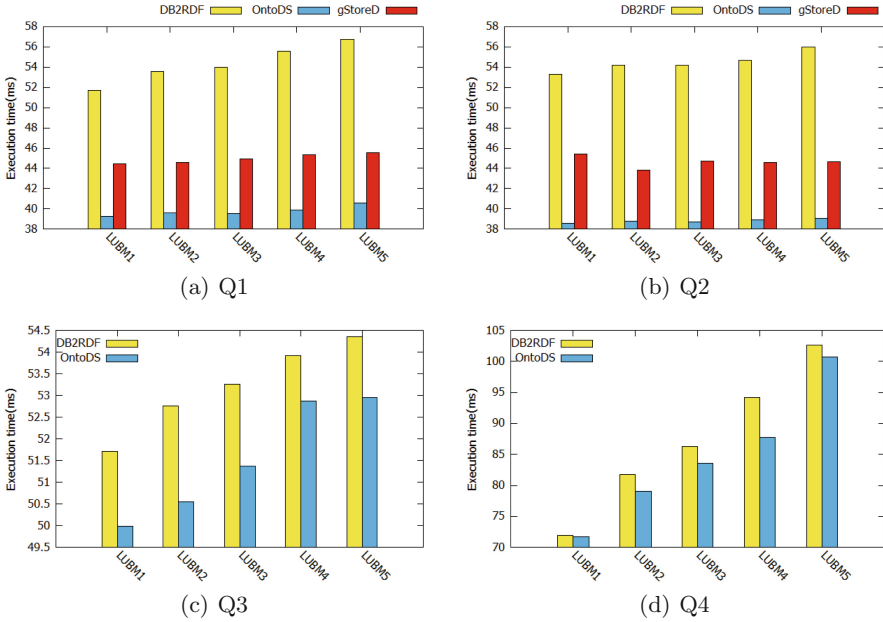 DB2RDF OntoDS gStoreD
Execution time(ms)
58
56
54
52
50
48
46
44
42
40
38
LUBM1 LUBM2 LUBM3 LUBM4 LUBM5
(a) Q1
DB2RDF OntoDS gStoreD
Execution time(ms)
58
56
54
52
50
48
46
44
42
40
38
LUBM1 LUBM2 LUBM3 LUBM4 LUBM5
(b) Q2
DB2RDF
OntoDS
Execution time(ms)
54.5
54
53.5
53
52.5
52
51.5
51
50.5
50
49.5
LUBM1 LUBM2 LUBM3 LUBM4 LUBM5
(c) Q3
DB2RDF
OntoDS
Execution time(ms)
105
100
95
90
85
80
75
70
LUBM1 LUBM2 LUBM3 LUBM4 LUBM5
(d) Q4